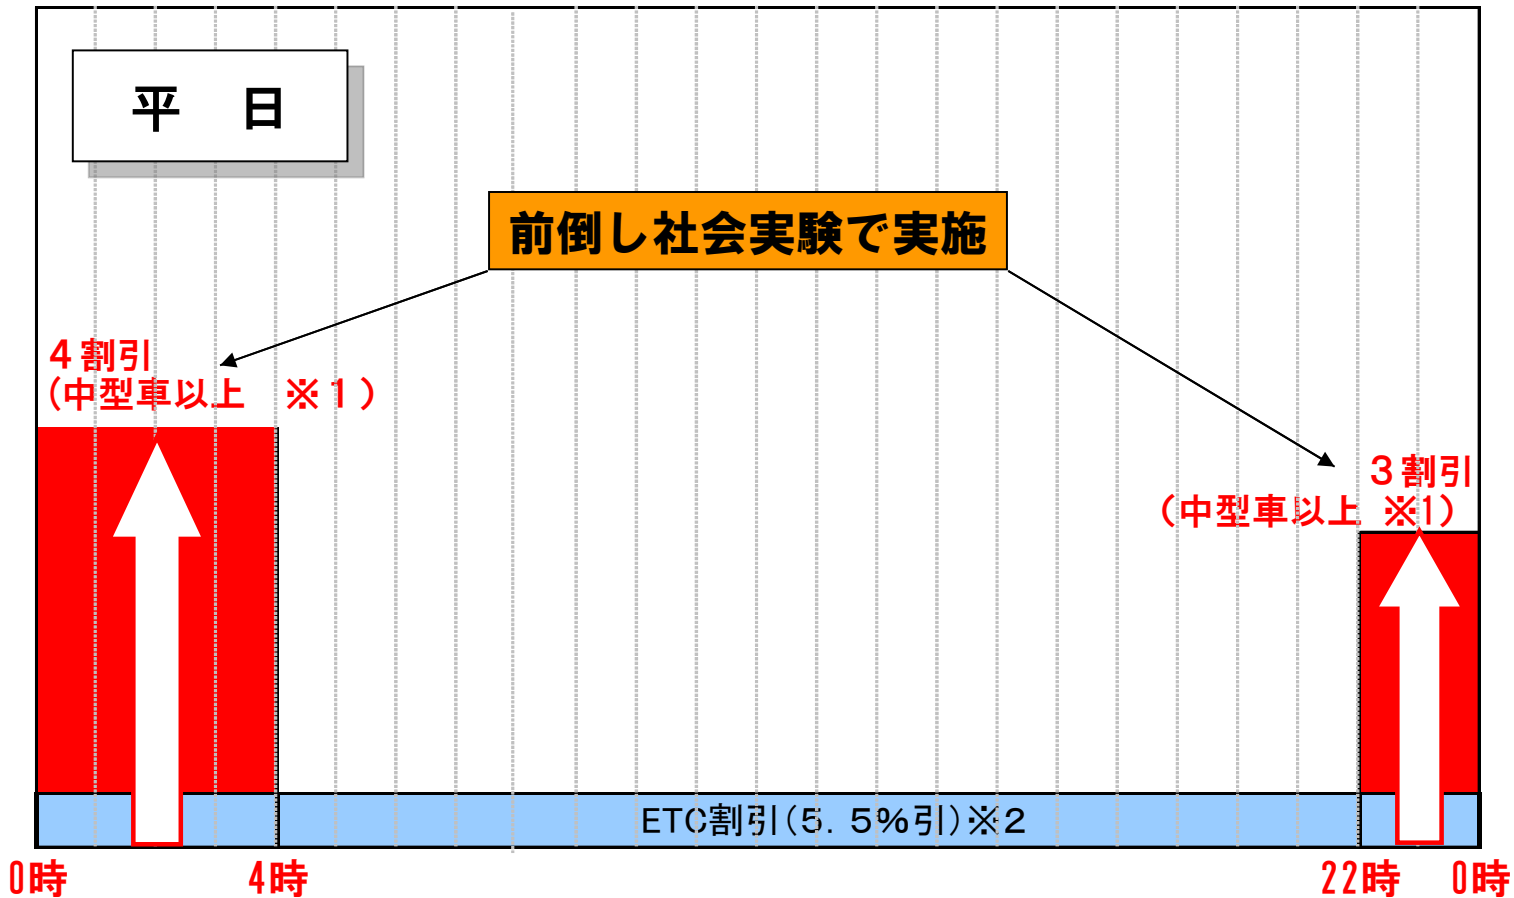 平　日
前倒し社会実験で実施
４割引
（中型車以上　※１）
３割引
（中型車以上 ※1）
ETC割引（５．５％引）※２
0時
4時
22時
0時